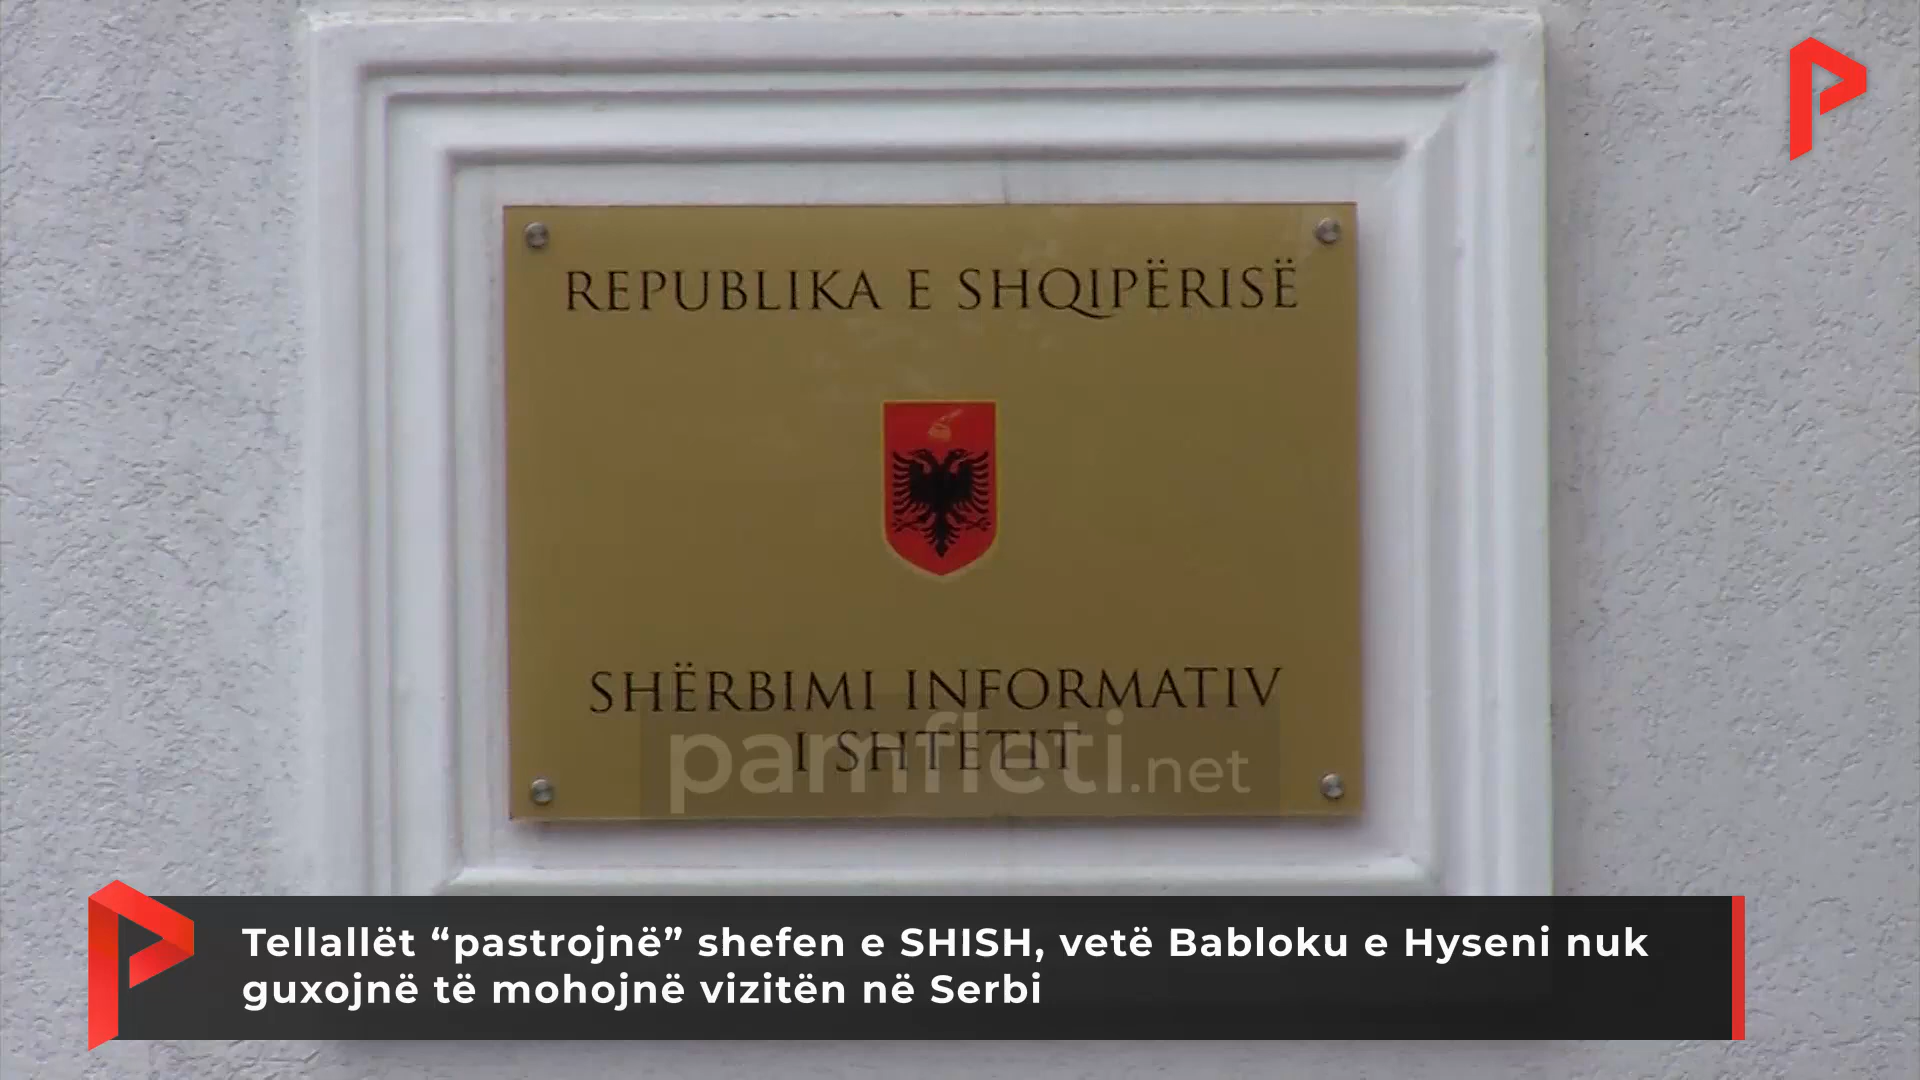 REPUBLIKA E SHQIPËRISË
SHËRBIMI INFORMATIV
I SHTETIT
pamfleti.net
Tellallët “pastrojnë” shefen e SHISH, vetë Babloku e Hyseni nuk
guxojnë të mohojnë vizitën në Serbi